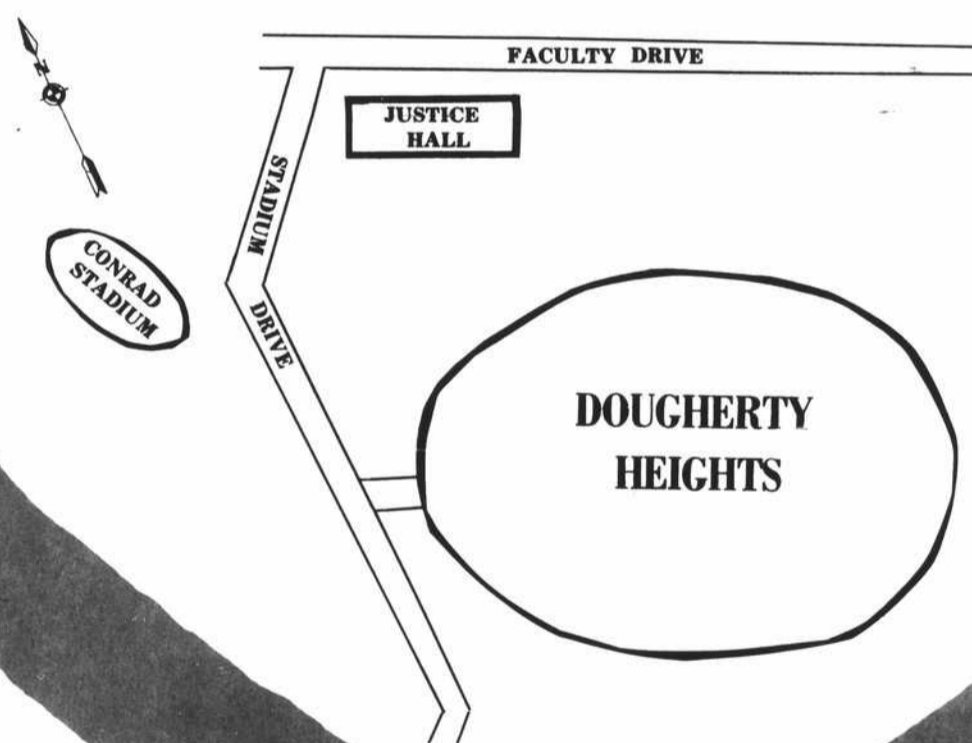 FACULTY DRIVE
N
JUSTICE
HALL
STADIUM
DRIVE
CONRAD
STADIUM
DOUGHERTY
HEIGHTS